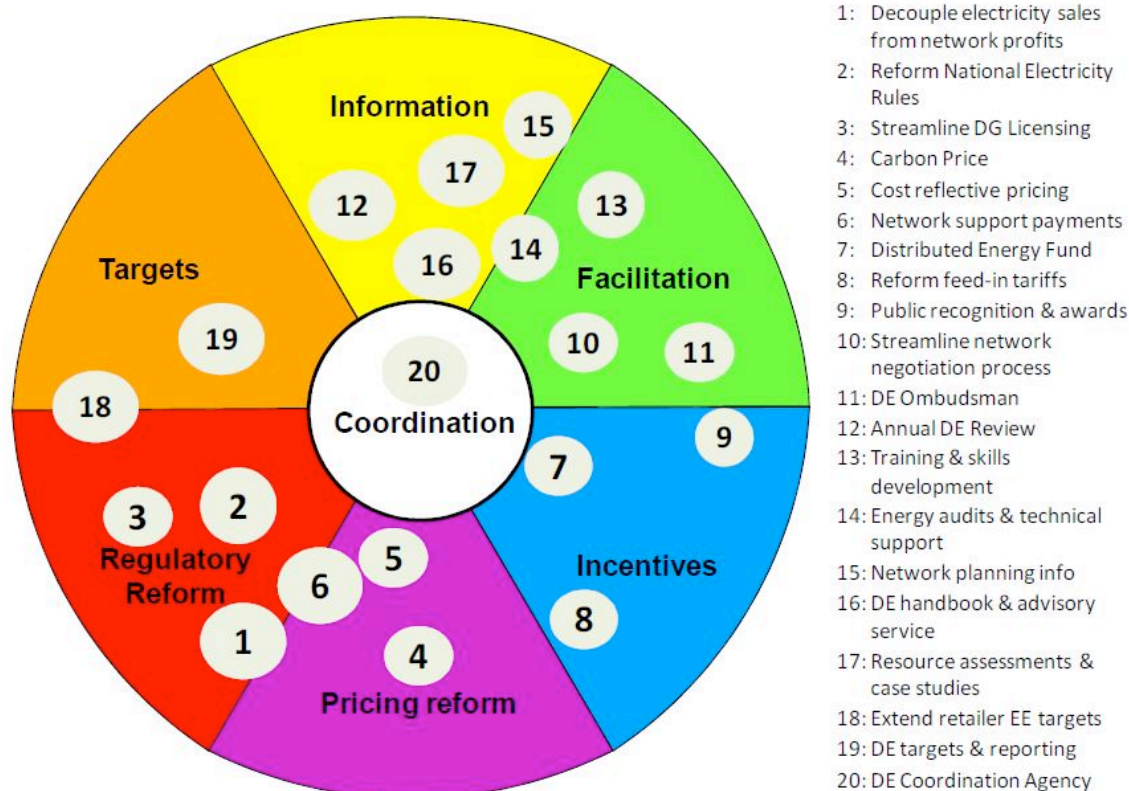 Information
15
17
12
13
14
16
Targets
Facilitation
19
10
11
20
18
Coordination
9
7
2
3
5
Regulatory
Reform
6
Incentives
8
1
4
Pricing reform
1: Decouple electricity sales
from network profits
2: Reform National Electricity
Rules
3: Streamline DG Licensing
4: Carbon Price
5: Cost reflective pricing
6: Network support payments
7: Distributed Energy Fund
8: Reform feed-in tariffs
9: Public recognition & awards
10: Streamline network
negotiation process
11: DE Ombudsman
12: Annual DE Review
13: Training & skills
development
14: Energy audits & technical
support
15: Network planning info
16: DE handbook & advisory
service
17: Resource assessments &
case studies
18: Extend retailer EE targets
19: DE targets & reporting
20: DE Coordination Agency